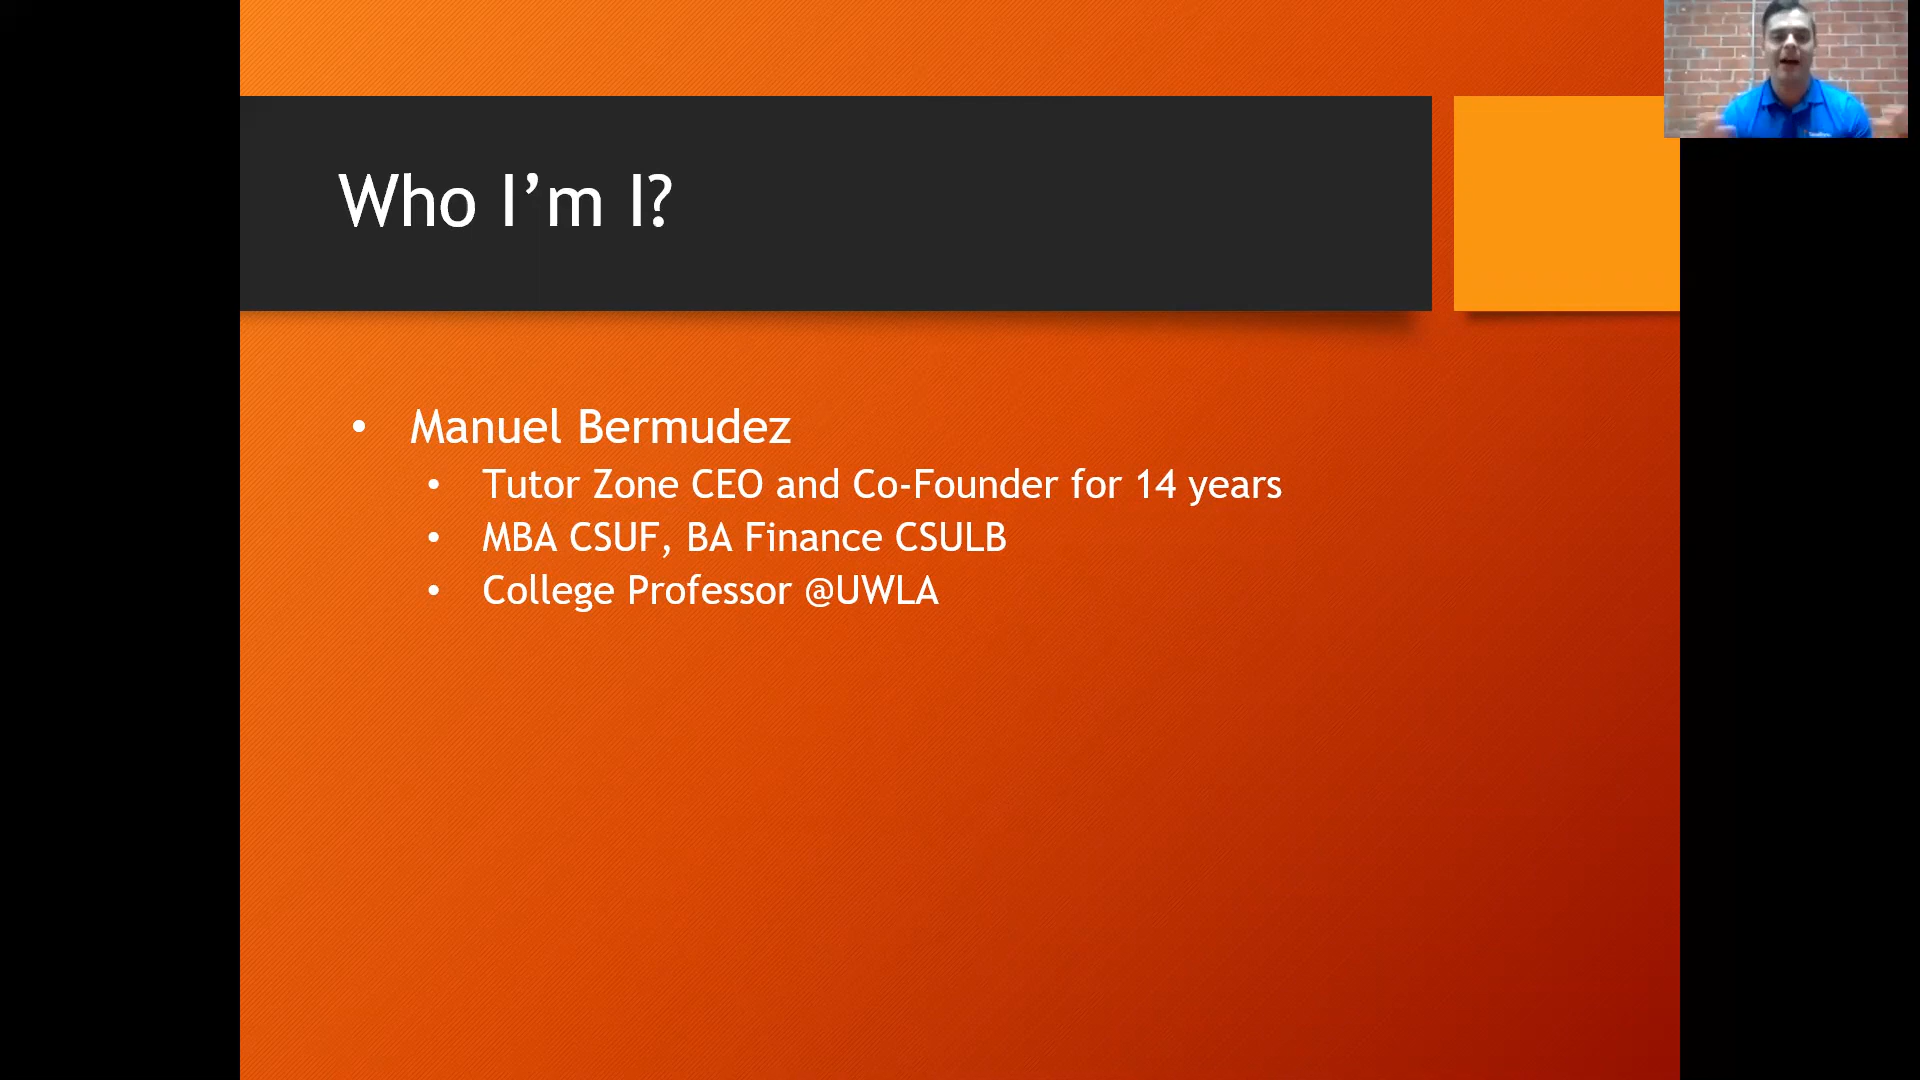 Who I’m I?
• Manuel Bermudez
• Tutor Zone CEO and Co-Founder for 14 years
• MBA CSUF, BA Finance CSULB
• College Professor @UWLA